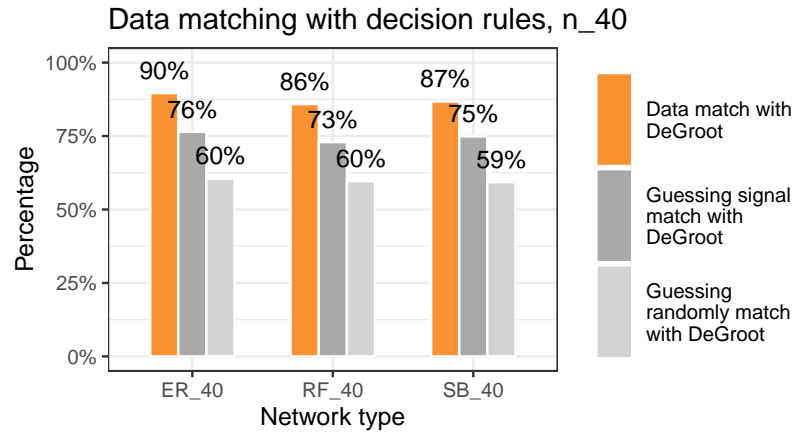 Data matching with decision rules, n_40
Percentage
100%
75%
50%
25%
0%
90%
76%
60%
86%
73%
60%
87%
75%
59%
ER_40
RF_40
SB_40
Network type
Data match with
DeGroot
Guessing signal
match with
DeGroot
Guessing
randomly match
with DeGroot